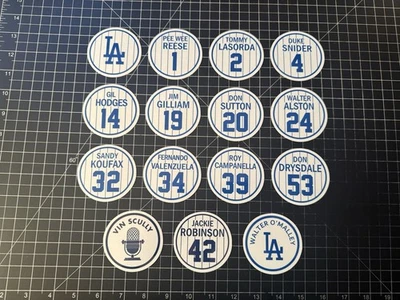 LA
PEE WEE
REESE
1
TOMMY
LASORDA
2
DUKE
SNIDER
4
GIL
HODGES
14
JIM
GILLIAM
19
DON
SUTTON
20
WALTER
ALSTON
24
SANDY
KOUFAX
32
FERNANDO
VALENZUELA
34
ROY
CAMPANELLA
39
DON
DRYSDALE
53
VIN SCULLY
JACKIE
ROBINSON
42
WALTER O'MALLEY
LA